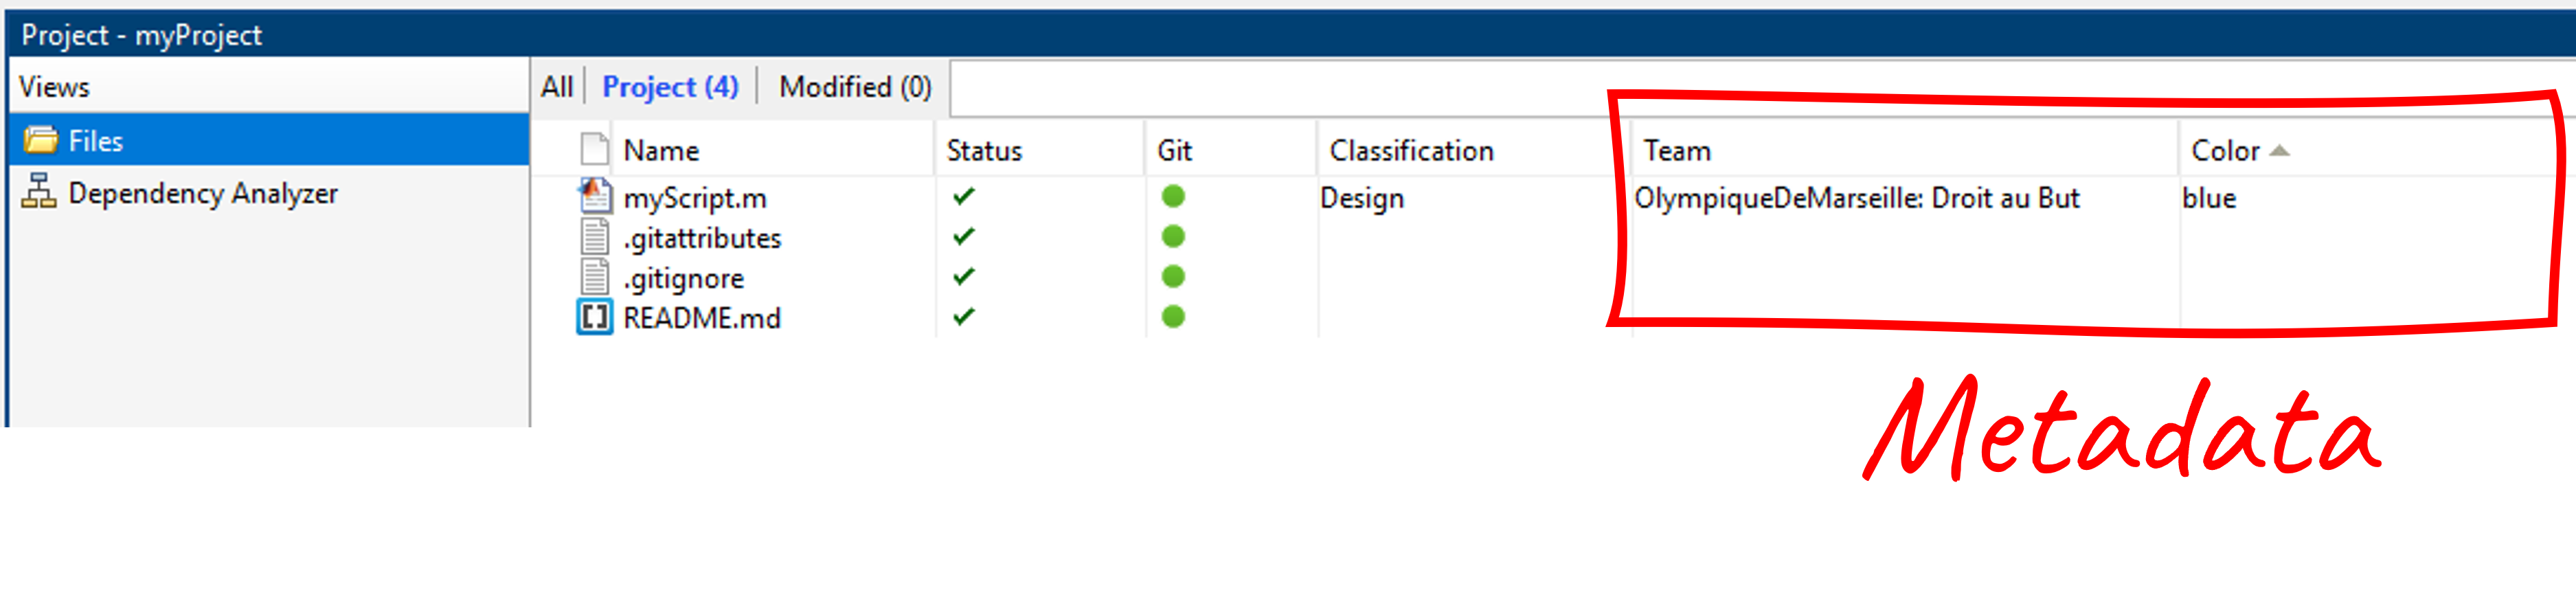 Project - myProject
Views
All Project (4) Modified (0)
Files
Dependency Analyzer
Name Status Git Classification Team Color
myScript.m Design OlympiqueDeMarseille: Droit au But blue
.gitattributes
.gitignore
README.md
Metadata